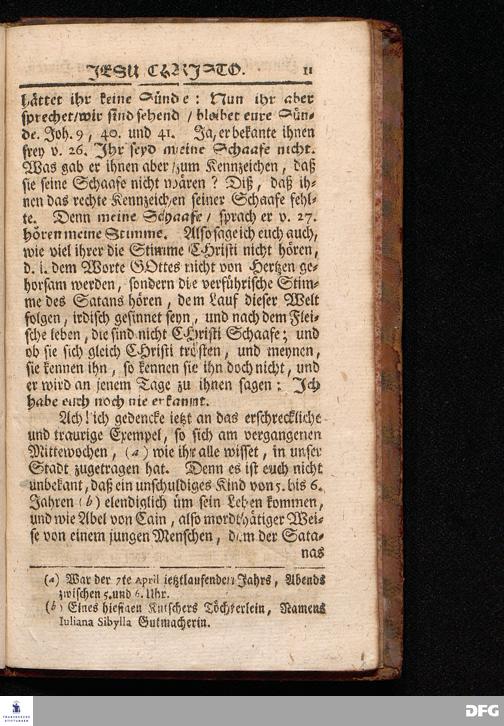 JESU CHRISTO. 11
hättet ihr keine Sünde: Nun ihr aber
sprechet/wir sind sehend / bleibet eure Sün-
de. Joh. 9, 40. und 41. Ja, er bekante ihnen
frey v. 26. Ihr seyd meine Schaafe nicht.
Was gab er ihnen aber zum Kennzeichen, daß
sie seine Schaafe nicht wären? Diß, daß ih-
nen das rechte Kennzeichen seiner Schaafe fehl-
te. Denn meine Schaafe / sprach er v. 27.
hören meine Stimme. Also sage ich euch auch,
wie viel ihrer die Stimme CHristi nicht hören,
d. i. dem Worte GOttes nicht von Hertzen ge-
horsam werden, sondern die verführische Stim-
me des Satans hören, dem Lauf dieser Welt
folgen, irdisch gesinnet seyn, und nach dem Flei-
sche leben, die sind nicht CHristi Schaafe; und
ob sie sich gleich CHristi trösten, und meynen,
sie kennen ihn, so kennen sie ihn doch nicht, und
er wird an jenem Tage zu ihnen sagen: Ich
habe euch noch nie erkannt.
Ach! ich gedencke ietzt an das erschreckliche
und traurige Exempel, so sich am vergangenen
Mittewochen, (a) wie ihr alle wisset, in unser
Stadt zugetragen hat. Denn es ist euch nicht
unbekant, daß ein unschuldiges Kind von 5. bis 6.
Jahren (b) elendiglich üm sein Leben kommen,
und wie Abel von Cain, also mordthätiger Wei-
se von einem jungen Menschen, dem der Sata-
nas
(a) War der 7te April ietztlaufenden Jahrs, Abends
zwischen 5. und 6. Uhr.
(b) Eines hiesigen Kutschers Töchterlein, Namens
Iuliana Sibylla Gutmacherin.
FRANCKESCHE
STIFTUNGEN
DFG